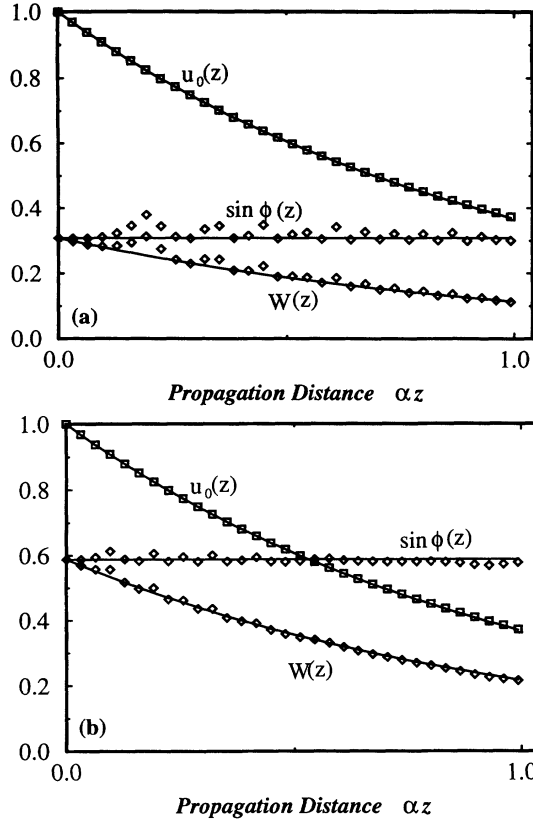 1.0
u₀(z)
0.8
0.6
sin ϕ(z)
0.4
0.2
W(z)
(a)
0.0
0.0 1.0
Propagation Distance αz
1.0
u₀(z)
0.8
sin ϕ(z)
0.6
0.4
W(z)
0.2
(b)
0.0
0.0 1.0
Propagation Distance αz